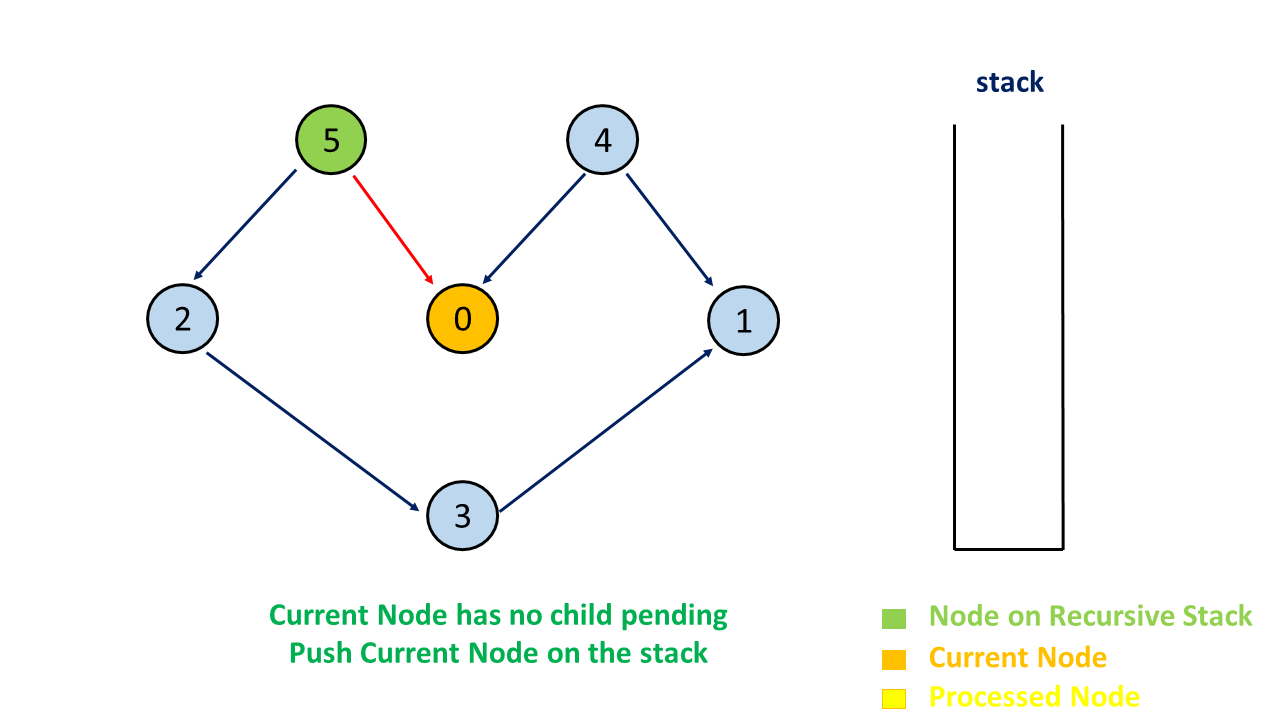 stack
5
4
2
0
1
3
Current Node has no child pending
Push Current Node on the stack
Node on Recursive Stack
Current Node
Processed Node